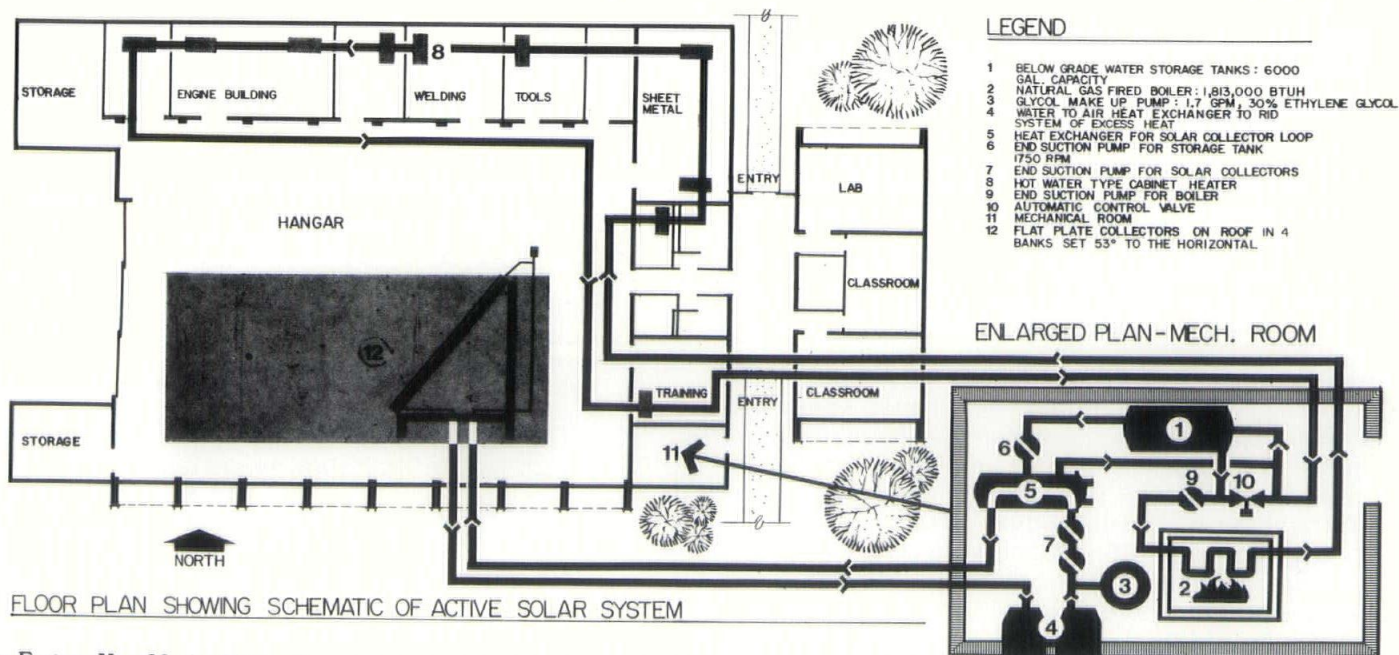 LEGEND
1 BELOW GRADE WATER STORAGE TANKS : 6000
GAL. CAPACITY
2 NATURAL GAS FIRED BOILER : 1,813,000 BTUH
3 GLYCOL MAKE UP PUMP : 1.7 GPM, 30% ETHYLENE GLYCOL
4 WATER TO AIR HEAT EXCHANGER TO RID
SYSTEM OF EXCESS HEAT
5 HEAT EXCHANGER FOR SOLAR COLLECTOR LOOP
6 END SUCTION PUMP FOR STORAGE TANK
1750 RPM
7 END SUCTION PUMP FOR SOLAR COLLECTORS
8 HOT WATER TYPE CABINET HEATER
9 END SUCTION PUMP FOR BOILER
10 AUTOMATIC CONTROL VALVE
11 MECHANICAL ROOM
12 FLAT PLATE COLLECTORS ON ROOF IN 4
BANKS SET 53° TO THE HORIZONTAL
8
STORAGE
ENGINE BUILDING
WELDING
TOOLS
SHEET
METAL
ENTRY
LAB
HANGAR
CLASSROOM
12
ENLARGED PLAN-MECH. ROOM
TRAINING
ENTRY
CLASSROOM
STORAGE
11
1
6
5
9
10
7
3
2
4
NORTH
FLOOR PLAN SHOWING SCHEMATIC OF ACTIVE SOLAR SYSTEM